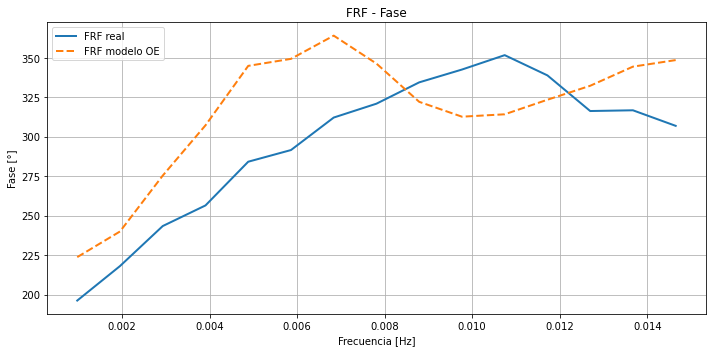 FRF - Fase
FRF real
FRF modelo OE
Fase [°]
350
325
300
275
250
225
200
0.002
0.004
0.006
0.008
0.010
0.012
0.014
Frecuencia [Hz]